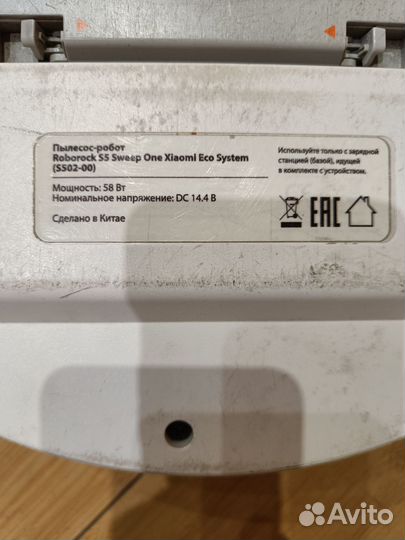 Пылесос-робот
Roborock S5 Sweep One Xiaomi Eco System
(S502-00)
Мощность: 58 Вт
Номинальное напряжение: DC 14.4 В
Сделано в Китае
Используйте только с зарядной
станцией (базой), идущей
в комплекте с устройством.
EAC
Avito